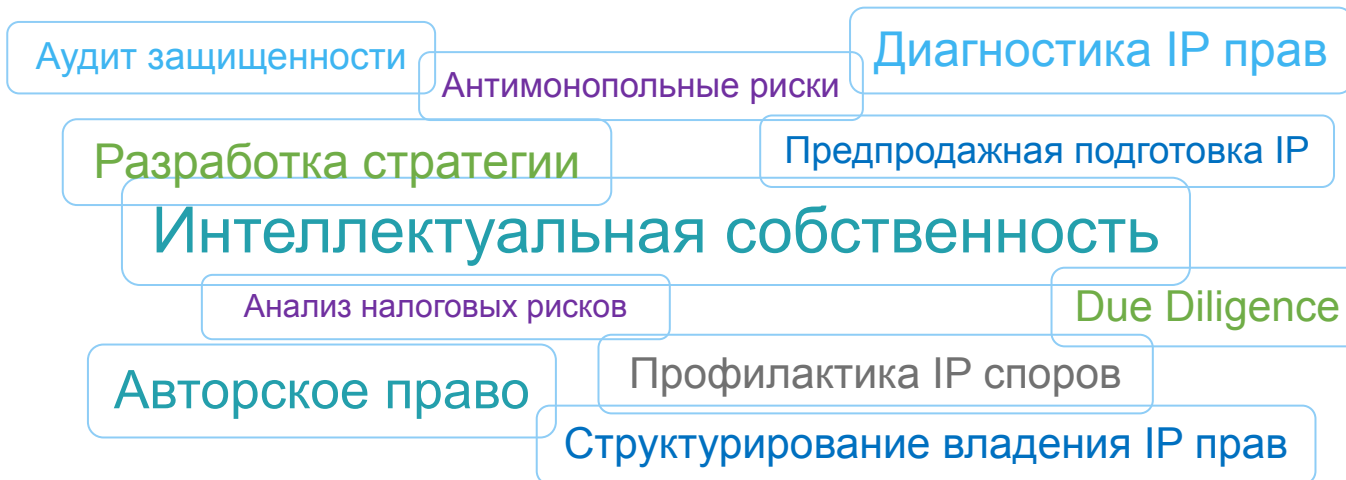 Аудит защищенности
Антимонопольные риски
Диагностика IP прав
Разработка стратегии
Предпродажная подготовка IP
Интеллектуальная собственность
Анализ налоговых рисков
Due Diligence
Авторское право
Профилактика IP споров
Структурирование владения IP прав